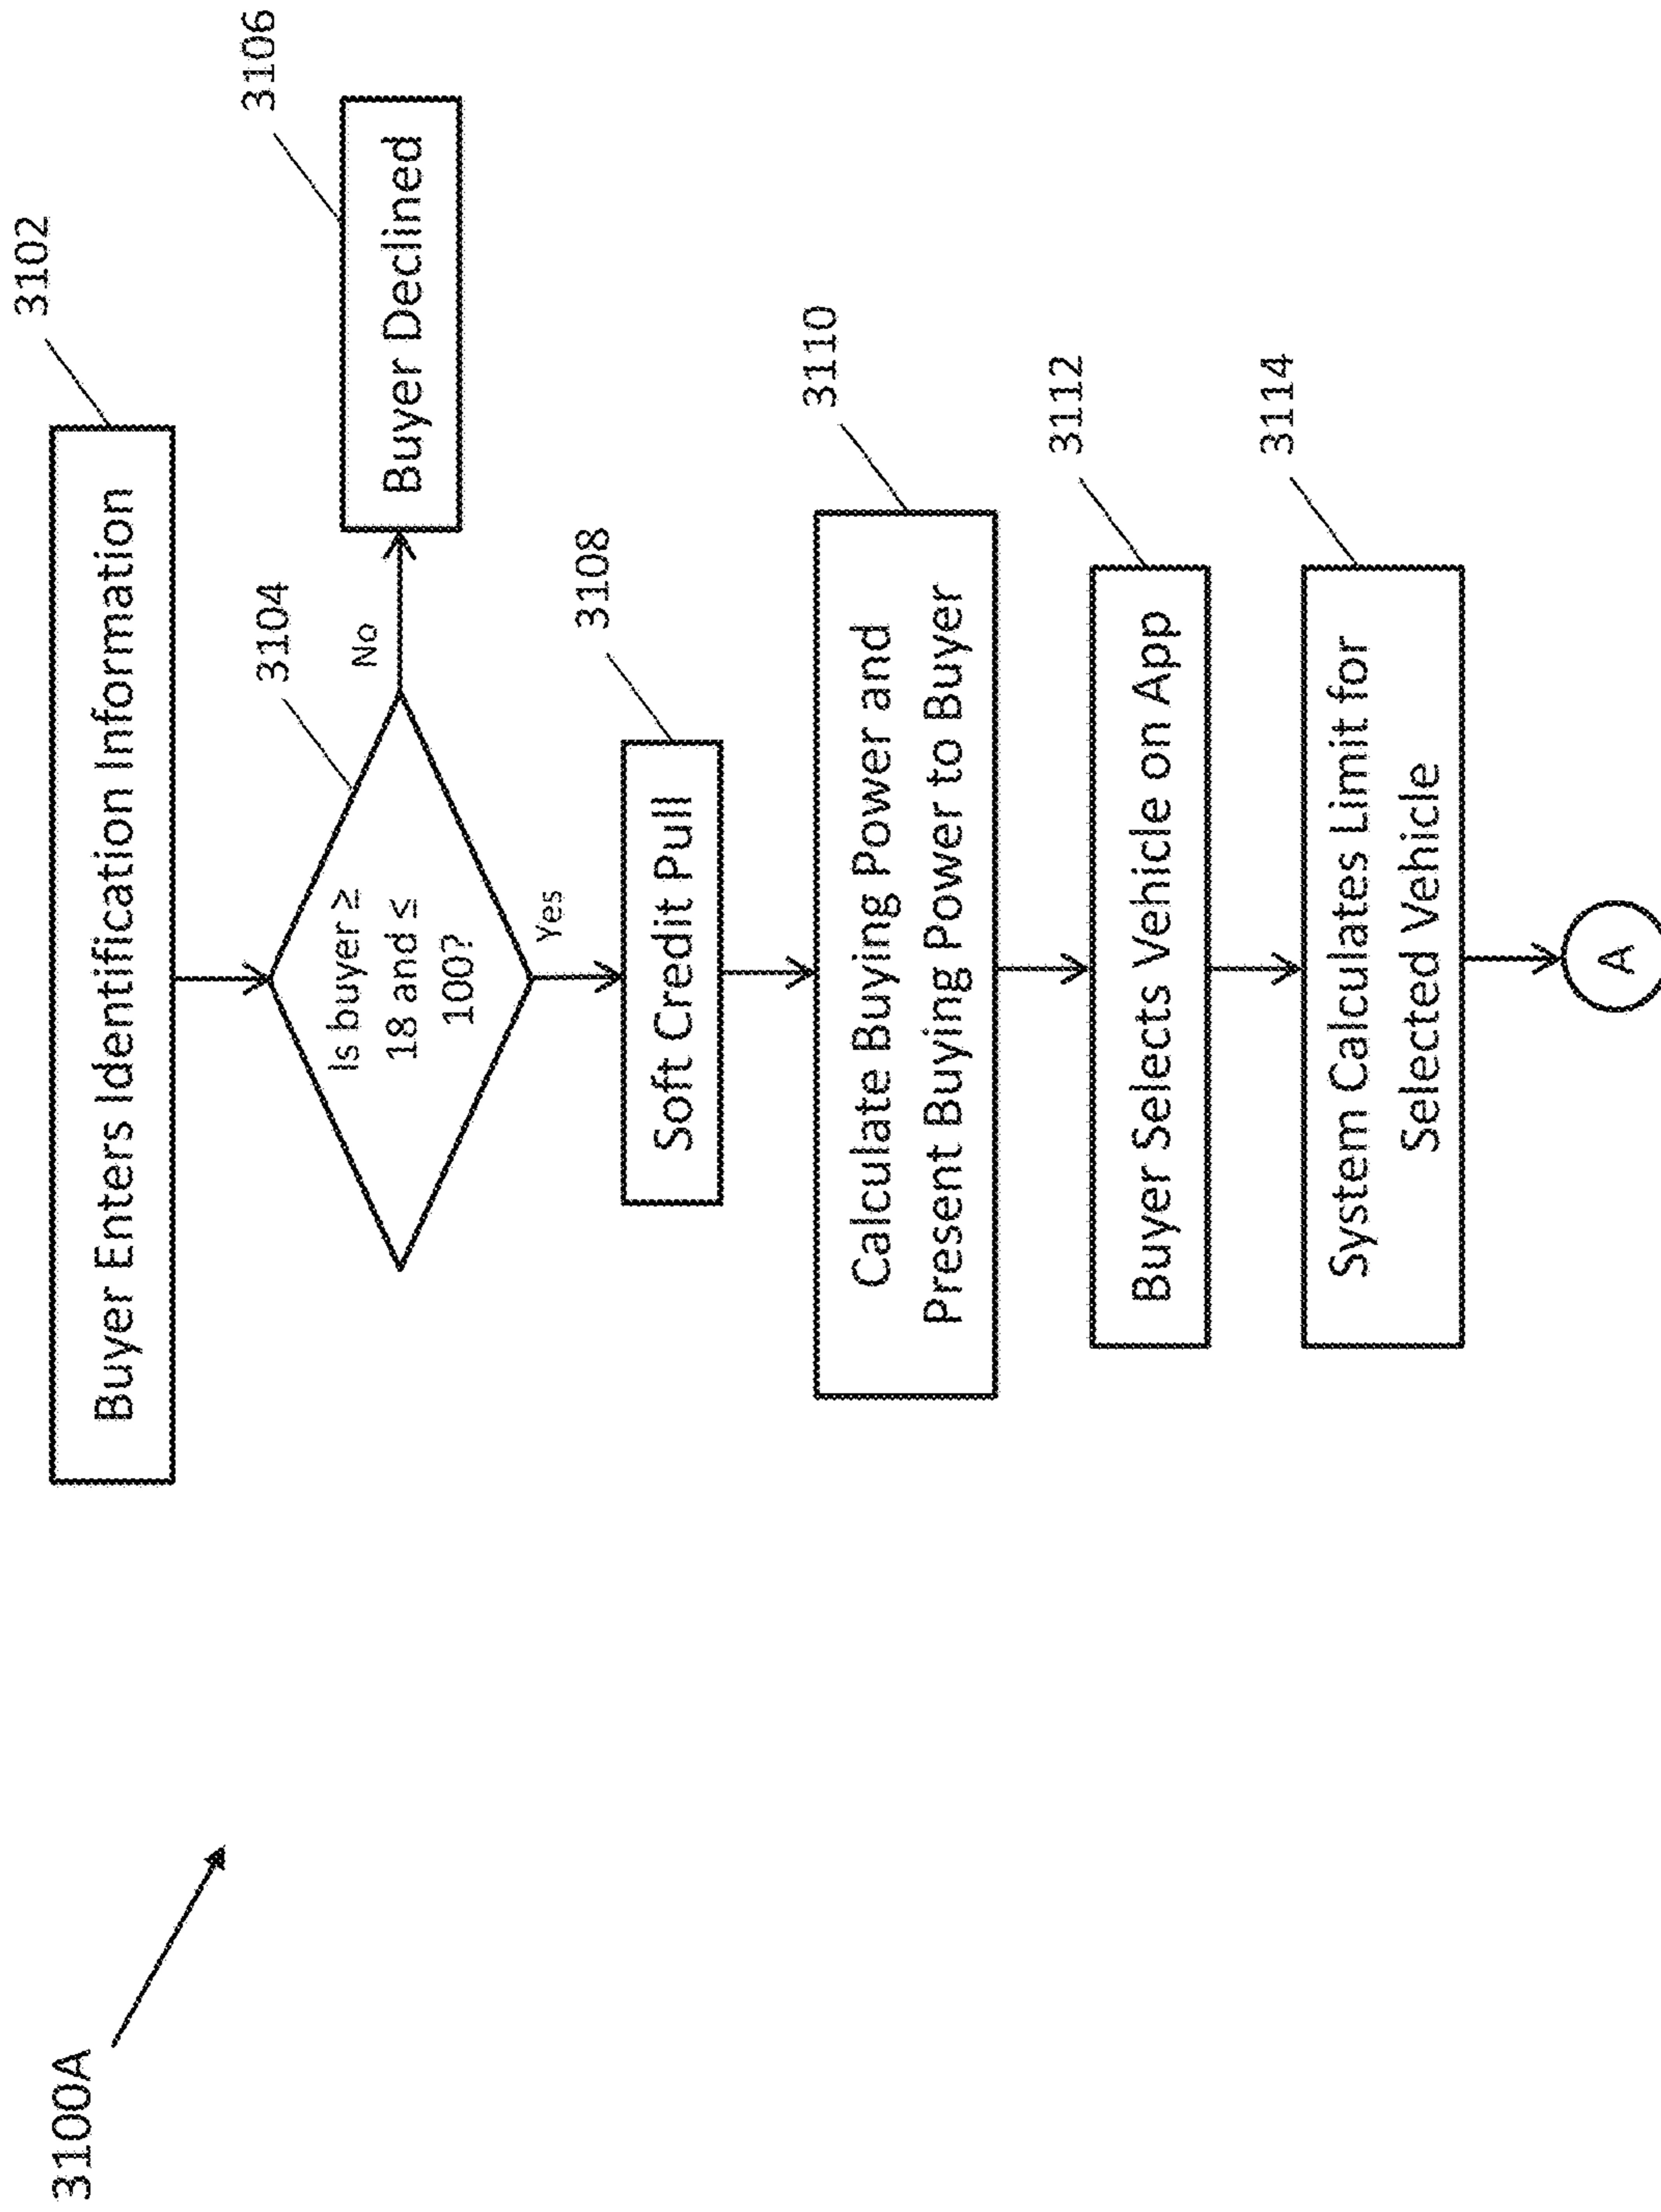 3100A
3102
Buyer Enters Identification Information
3104
Is buyer ≥
18 and ≤
100?
No
3106
Buyer Declined
Yes
3108
Soft Credit Pull
3110
Calculate Buying Power and
Present Buying Power to Buyer
3112
Buyer Selects Vehicle on App
3114
System Calculates Limit for
Selected Vehicle
A